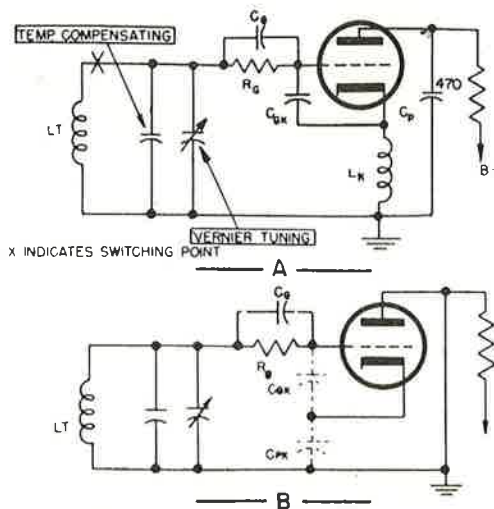 TEMP COMPENSATING
Cg
RG
CGK
CP
470
LT
LK
B+
VERNIER TUNING
X
X INDICATES SWITCHING POINT
A
Cg
Rg
CGK
LT
CPK
B